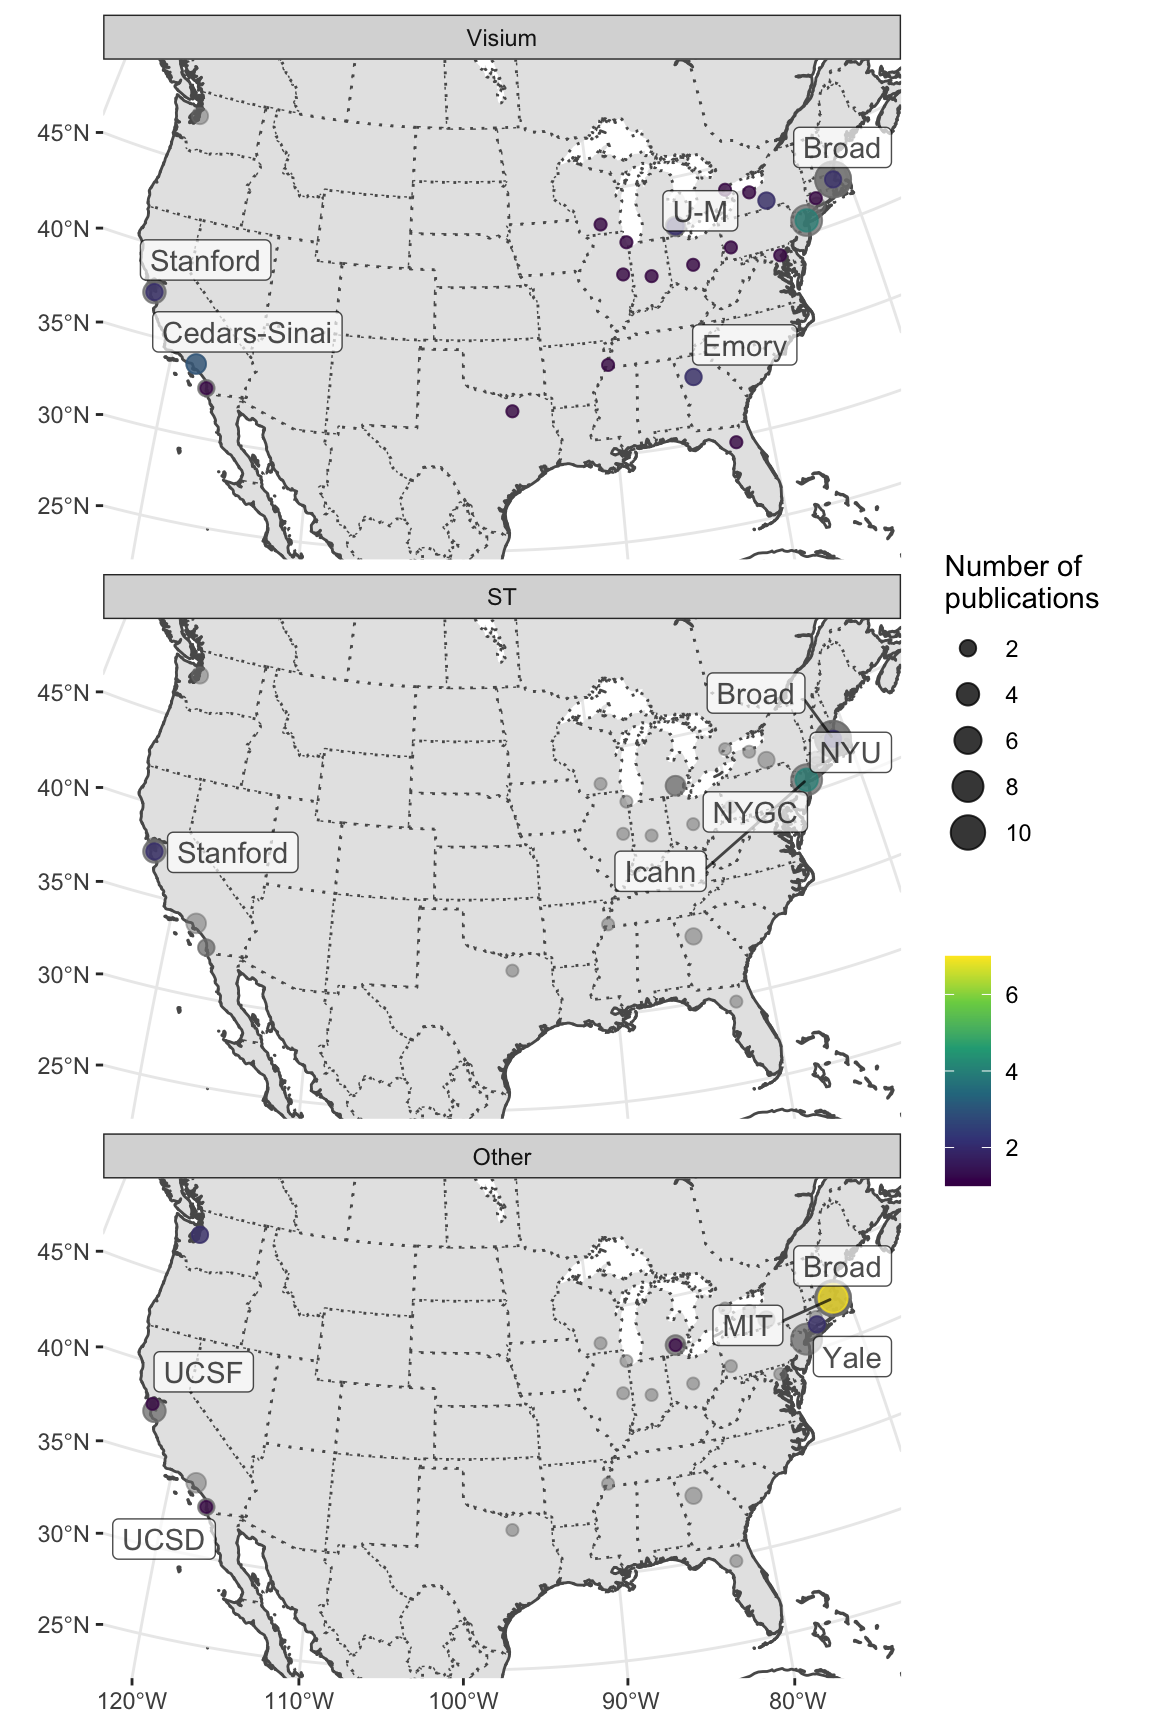 Visium
45°N
40°N
35°N
30°N
25°N
Broad
U-M
Stanford
Cedars-Sinai
Emory
ST
45°N
40°N
35°N
30°N
25°N
Broad
NYU
NYGC
Stanford
Icahn
Other
45°N
40°N
35°N
30°N
25°N
Broad
MIT
Yale
UCSF
UCSD
120°W
110°W
100°W
90°W
80°W
Number of
publications
2
4
6
8
10
6
4
2